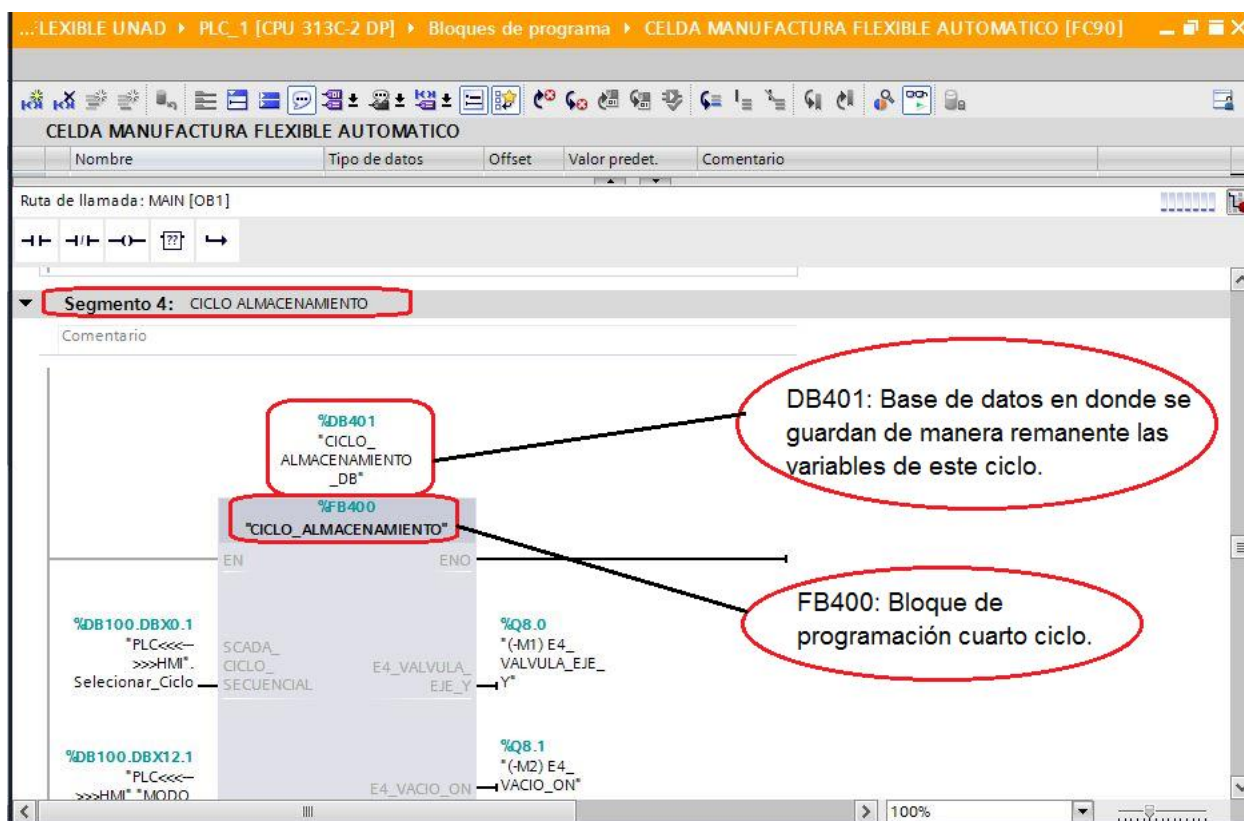 ...:LEXIBLE UNAD ▸ PLC_1 [CPU 313C-2 DP] ▸ Bloques de programa ▸ CELDA MANUFACTURA FLEXIBLE AUTOMATICO [FC90]
CELDA MANUFACTURA FLEXIBLE AUTOMATICO
Nombre Tipo de datos Offset Valor predet. Comentario
Ruta de llamada: MAIN [OB1]
??
Segmento 4: CICLO ALMACENAMIENTO
Comentario
%DB401
"CICLO_
ALMACENAMIENTO
_DB"
%FB400
"CICLO_ALMACENAMIENTO"
EN ENO
%DB100.DBX0.1
"PLC<<<—
>>>HMI".
Selecionar_Ciclo
SCADA_
CICLO_
SECUENCIAL
E4_VALVULA_
EJE_Y
%Q8.0
"(-M1) E4_
VALVULA_EJE_
Y"
%DB100.DBX12.1
"PLC<<<—
>>>HMI"."MODO
E4_VACIO_ON
%Q8.1
"(-M2) E4_
VACIO_ON"
DB401: Base de datos en donde se
guardan de manera remanente las
variables de este ciclo.
FB400: Bloque de
programación cuarto ciclo.
100%